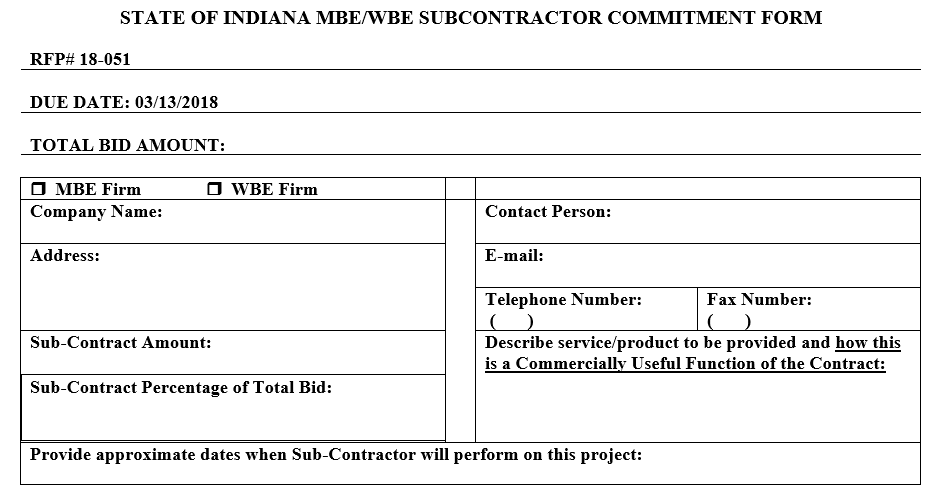 STATE OF INDIANA MBE/WBE SUBCONTRACTOR COMMITMENT FORM
RFP# 18-051
DUE DATE: 03/13/2018
TOTAL BID AMOUNT:
❒ MBE Firm ❒ WBE Firm
Company Name:
Contact Person:
Address:
E-mail:
Telephone Number:
( )
Fax Number:
( )
Sub-Contract Amount:
Describe service/product to be provided and how this
is a Commercially Useful Function of the Contract:
Sub-Contract Percentage of Total Bid:
Provide approximate dates when Sub-Contractor will perform on this project: